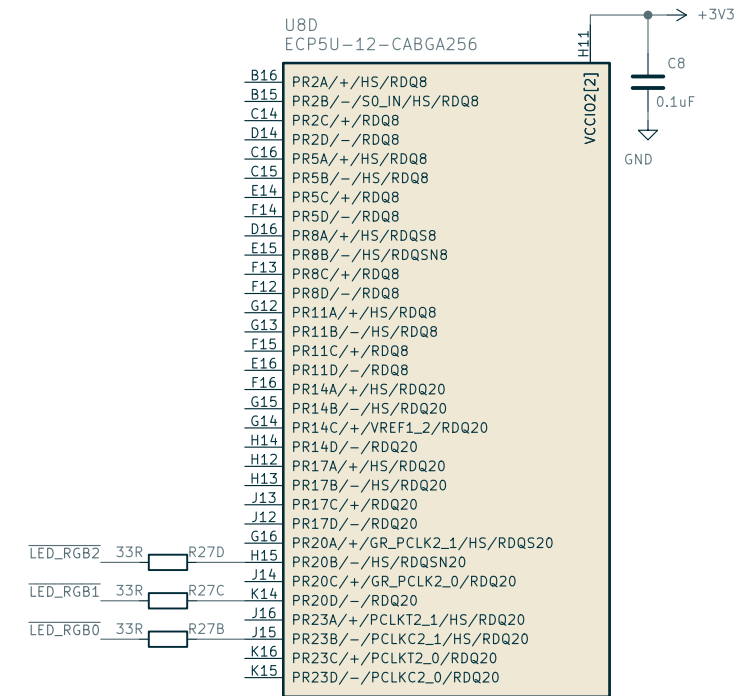 U8D
ECP5U-12-CABGA256
+3V3
H11
VCCIO2[2]
C8
0.1uF
GND
B16 PR2A/+/HS/RDQ8
B15 PR2B/-/S0_IN/HS/RDQ8
C14 PR2C/+/RDQ8
D14 PR2D/-/RDQ8
C16 PR5A/+/HS/RDQ8
C15 PR5B/-/HS/RDQ8
E14 PR5C/+/RDQ8
F14 PR5D/-/RDQ8
D16 PR8A/+/HS/RDQS8
E15 PR8B/-/HS/RDQSN8
F13 PR8C/+/RDQ8
F12 PR8D/-/RDQ8
G12 PR11A/+/HS/RDQ8
G13 PR11B/-/HS/RDQ8
F15 PR11C/+/RDQ8
E16 PR11D/-/RDQ8
F16 PR14A/+/HS/RDQ20
G15 PR14B/-/HS/RDQ20
G14 PR14C/+/VREF1_2/RDQ20
H14 PR14D/-/RDQ20
H12 PR17A/+/HS/RDQ20
H13 PR17B/-/HS/RDQ20
J13 PR17C/+/RDQ20
J12 PR17D/-/RDQ20
G16 PR20A/+/GR_PCLK2_1/HS/RDQS20
LED_RGB2 33R R27D H15 PR20B/-/HS/RDQSN20
J14 PR20C/+/GR_PCLK2_0/RDQ20
LED_RGB1 33R R27C K14 PR20D/-/RDQ20
J16 PR23A/+/PCLKT2_1/HS/RDQ20
LED_RGB0 33R R27B J15 PR23B/-/PCLKC2_1/HS/RDQ20
K16 PR23C/+/PCLKT2_0/RDQ20
K15 PR23D/-/PCLKC2_0/RDQ20